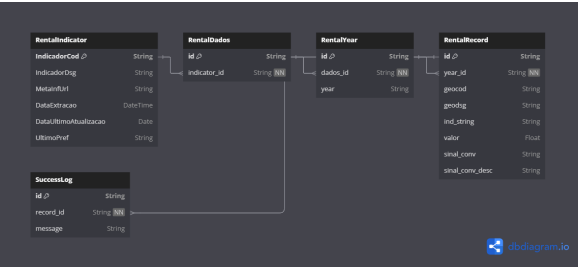 RentalIndicator
IndicadorCod String
IndicadorDsg String
MetaInfUrl String
DataExtracao DateTime
DataUltimoAtualizacao Date
UltimoPref String
RentalDados
id String
indicator_id String NN
RentalYear
id String
dados_id String NN
year String
RentalRecord
id String
year_id String NN
geocod String
geodsg String
ind_string String
valor Float
sinal_conv String
sinal_conv_desc String
SuccessLog
id String
record_id String NN
message String
dbdiagram.io